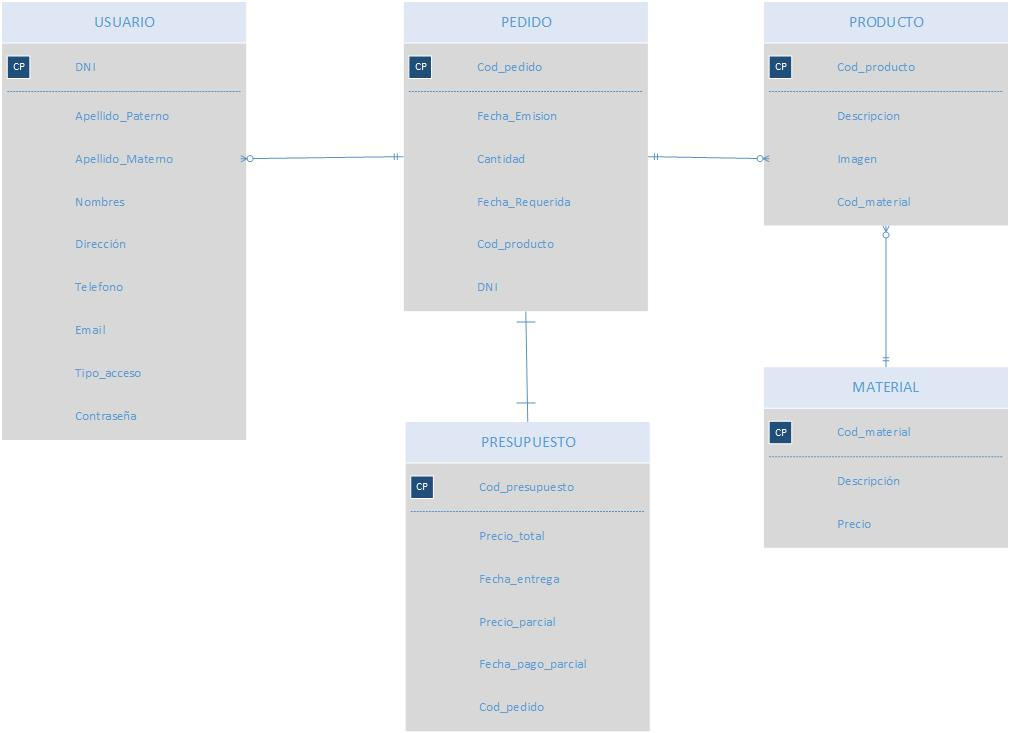 USUARIO
CP DNI
Apellido_Paterno
Apellido_Materno
Nombres
Dirección
Telefono
Email
Tipo_acceso
Contraseña
PEDIDO
CP Cod_pedido
Fecha_Emision
Cantidad
Fecha_Requerida
Cod_producto
DNI
PRODUCTO
CP Cod_producto
Descripcion
Imagen
Cod_material
PRESUPUESTO
CP Cod_presupuesto
Precio_total
Fecha_entrega
Precio_parcial
Fecha_pago_parcial
Cod_pedido
MATERIAL
CP Cod_material
Descripción
Precio